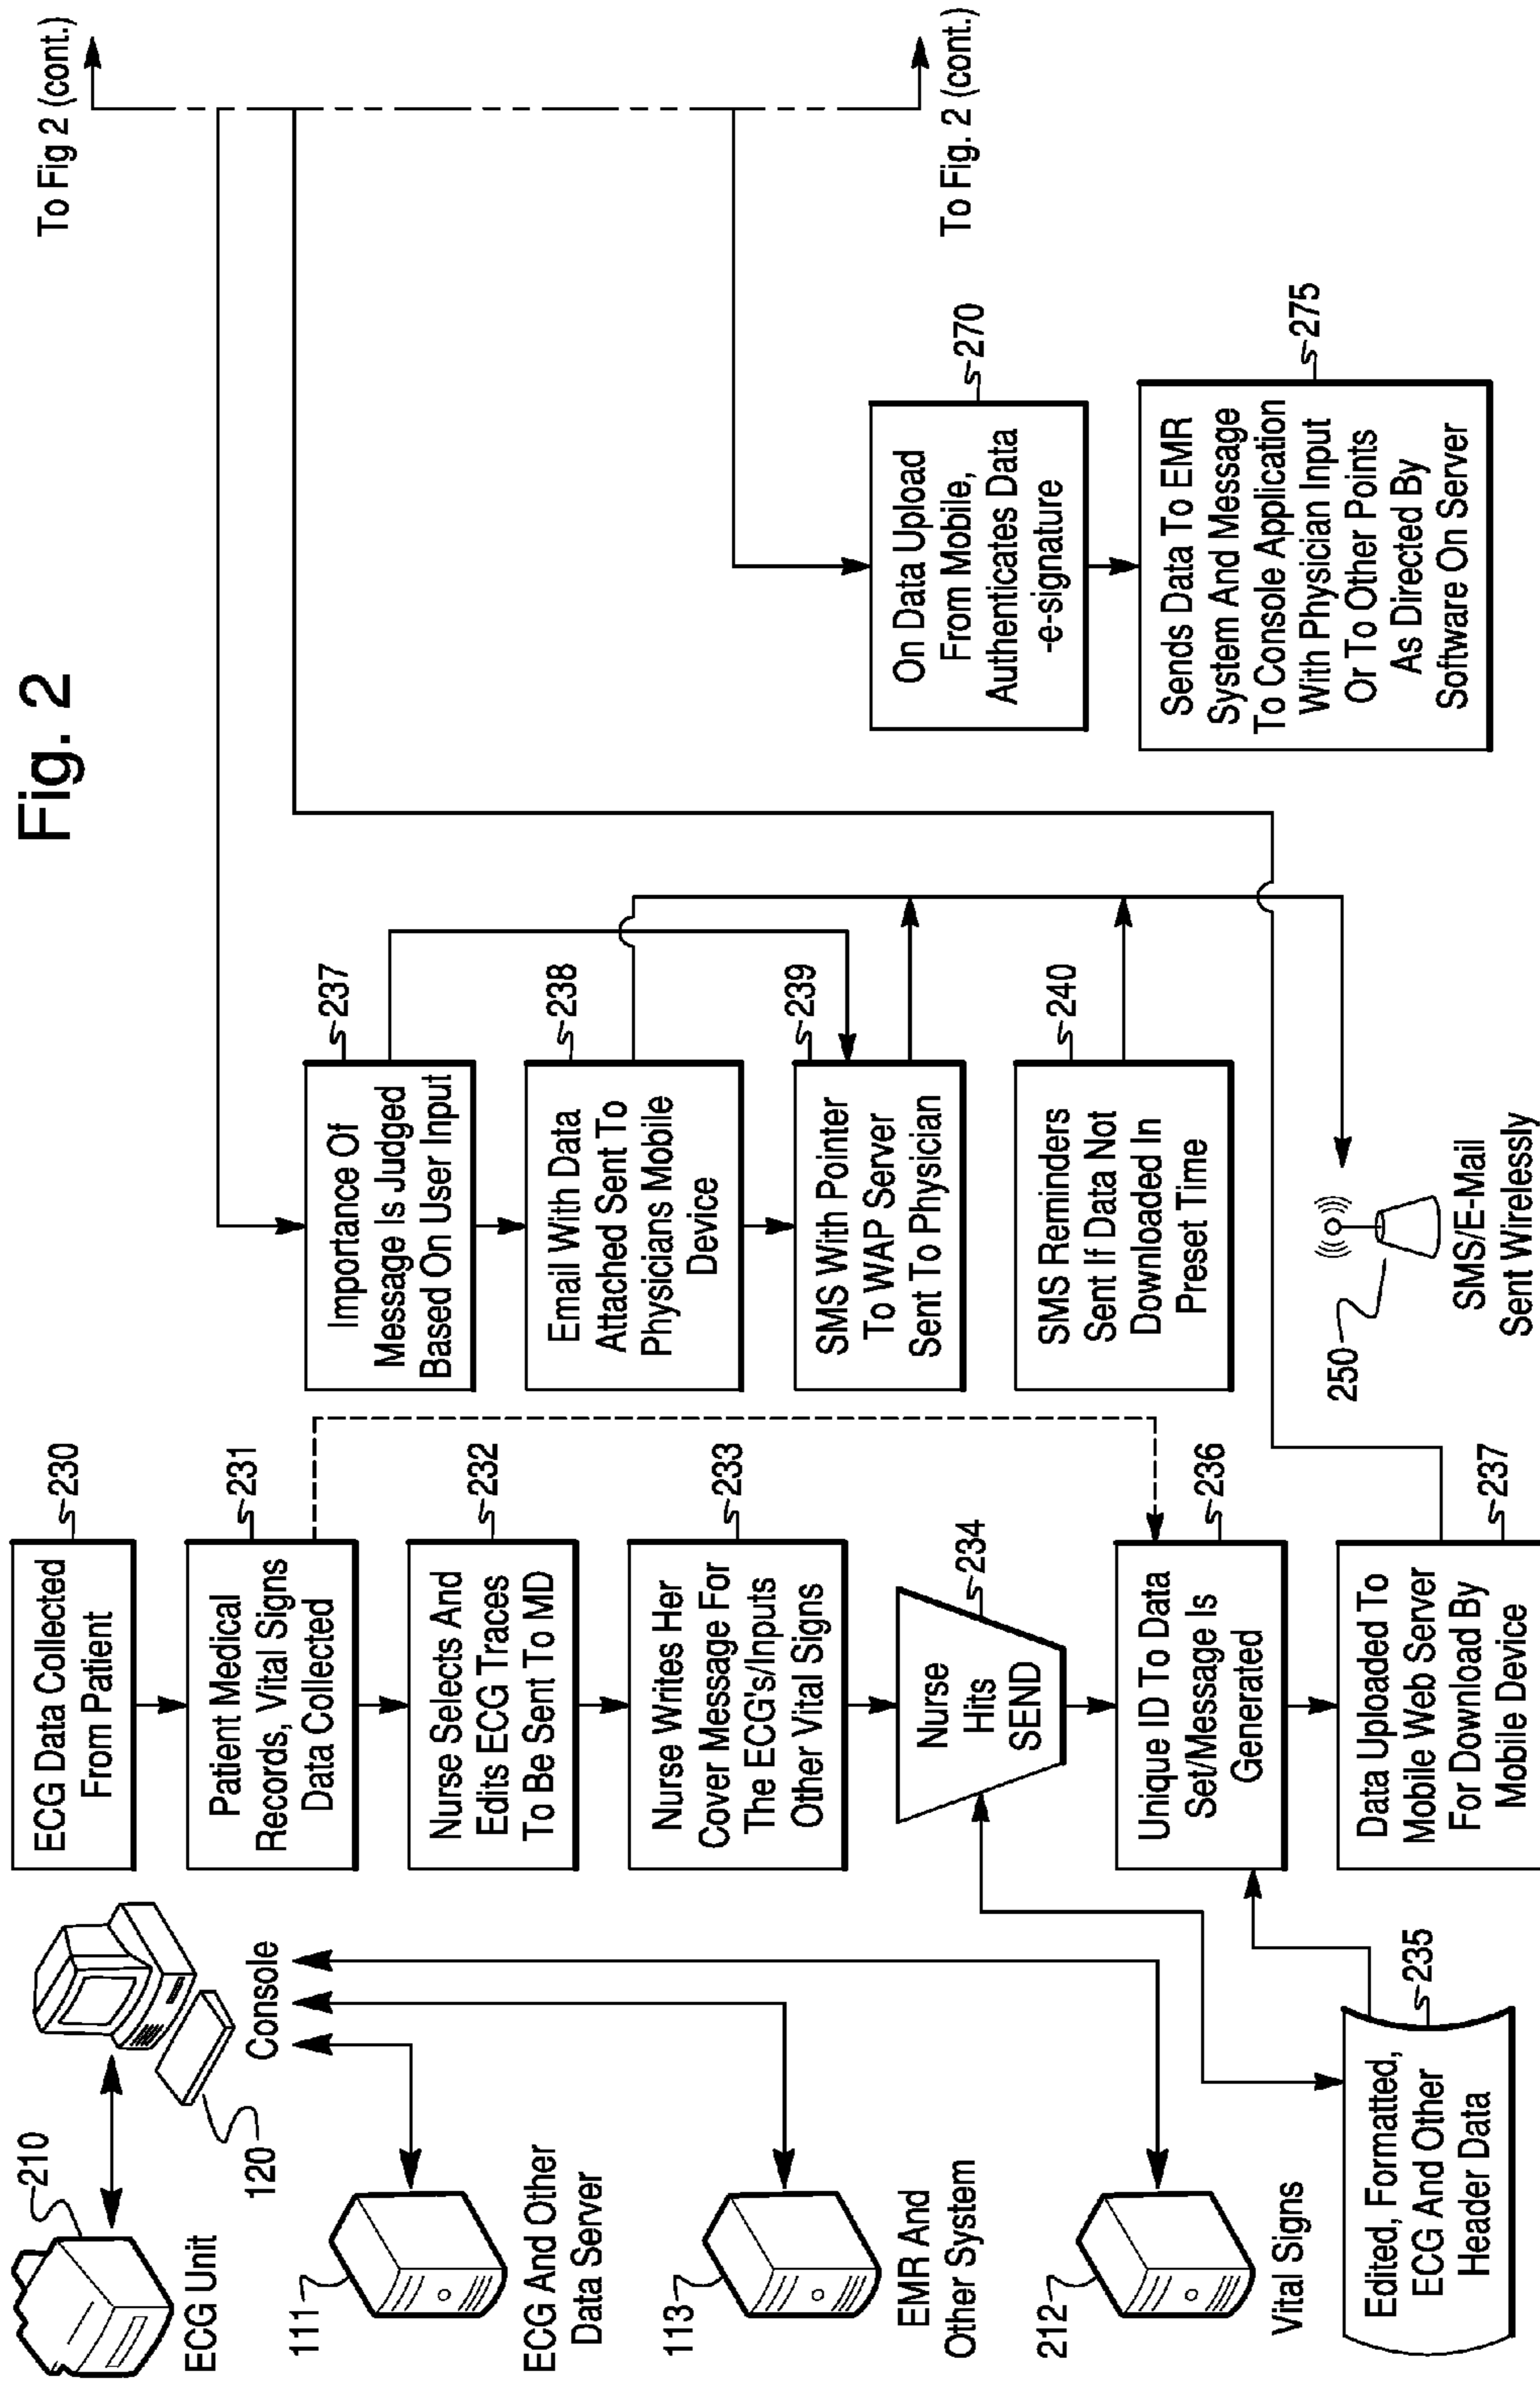 Fig. 2
210
ECG Unit
120
Console
111
ECG And Other
Data Server
113
EMR And
Other System
212
Vital Signs
ECG Data Collected
From Patient
230
Patient Medical
Records, Vital Signs
Data Collected
231
Nurse Selects And
Edits ECG Traces
To Be Sent To MD
232
Nurse Writes Her
Cover Message For
The ECG's/Inputs
Other Vital Signs
233
Nurse
Hits
SEND
234
Edited, Formatted,
ECG And Other
Header Data
235
Unique ID To Data
Set/Message Is
Generated
236
Data Uploaded To
Mobile Web Server
For Download By
Mobile Device
237
Importance Of
Message Is Judged
Based On User Input
237
Email With Data
Attached Sent To
Physicians Mobile
Device
238
SMS With Pointer
To WAP Server
Sent To Physician
239
SMS Reminders
Sent If Data Not
Downloaded In
Preset Time
240
250
SMS/E-Mail
Sent Wirelessly
On Data Upload
From Mobile,
Authenticates Data
-e-signature
270
Sends Data To EMR
System And Message
To Console Application
With Physician Input
Or To Other Points
As Directed By
Software On Server
275
To Fig 2 (cont.)
To Fig. 2 (cont.)